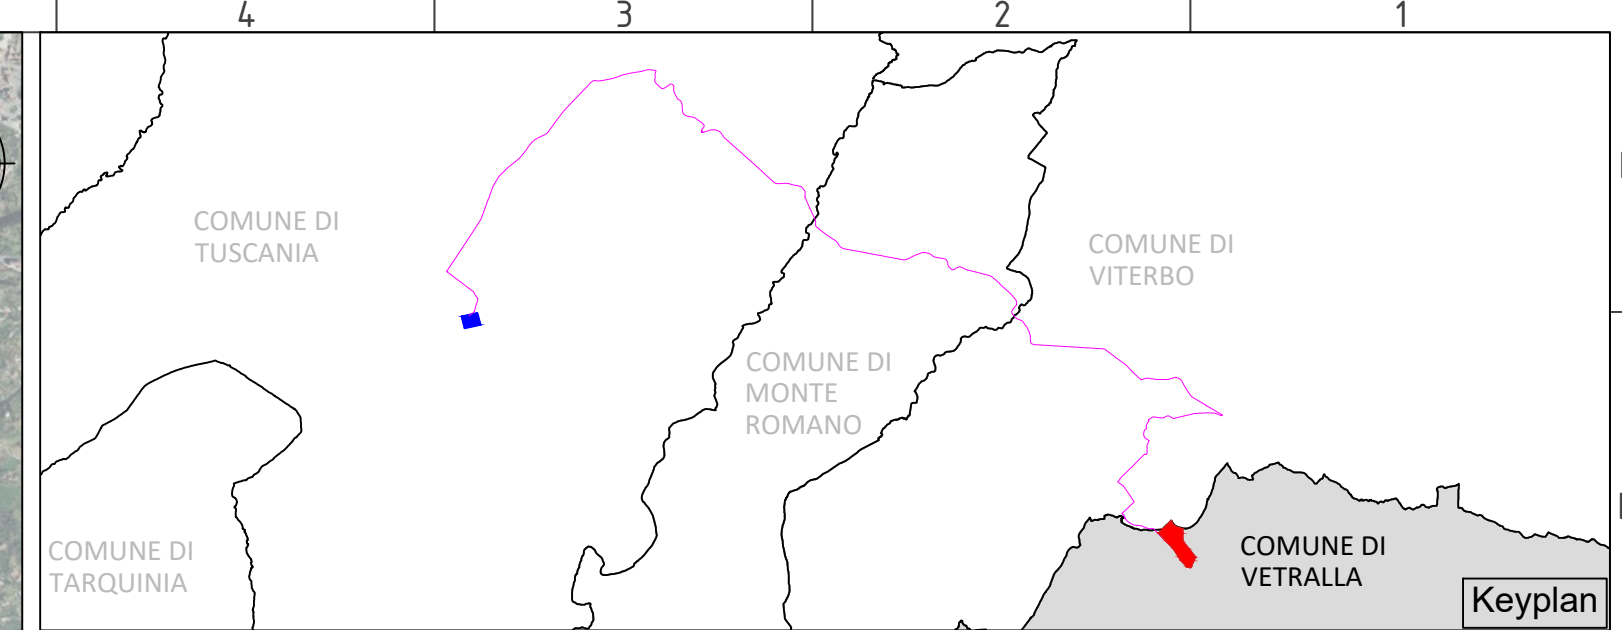 4 3 2 1
COMUNE DI
TUSCANIA
COMUNE DI
VITERBO
COMUNE DI
MONTE
ROMANO
COMUNE DI
TARQUINIA
COMUNE DI
VETRALLA
Keyplan